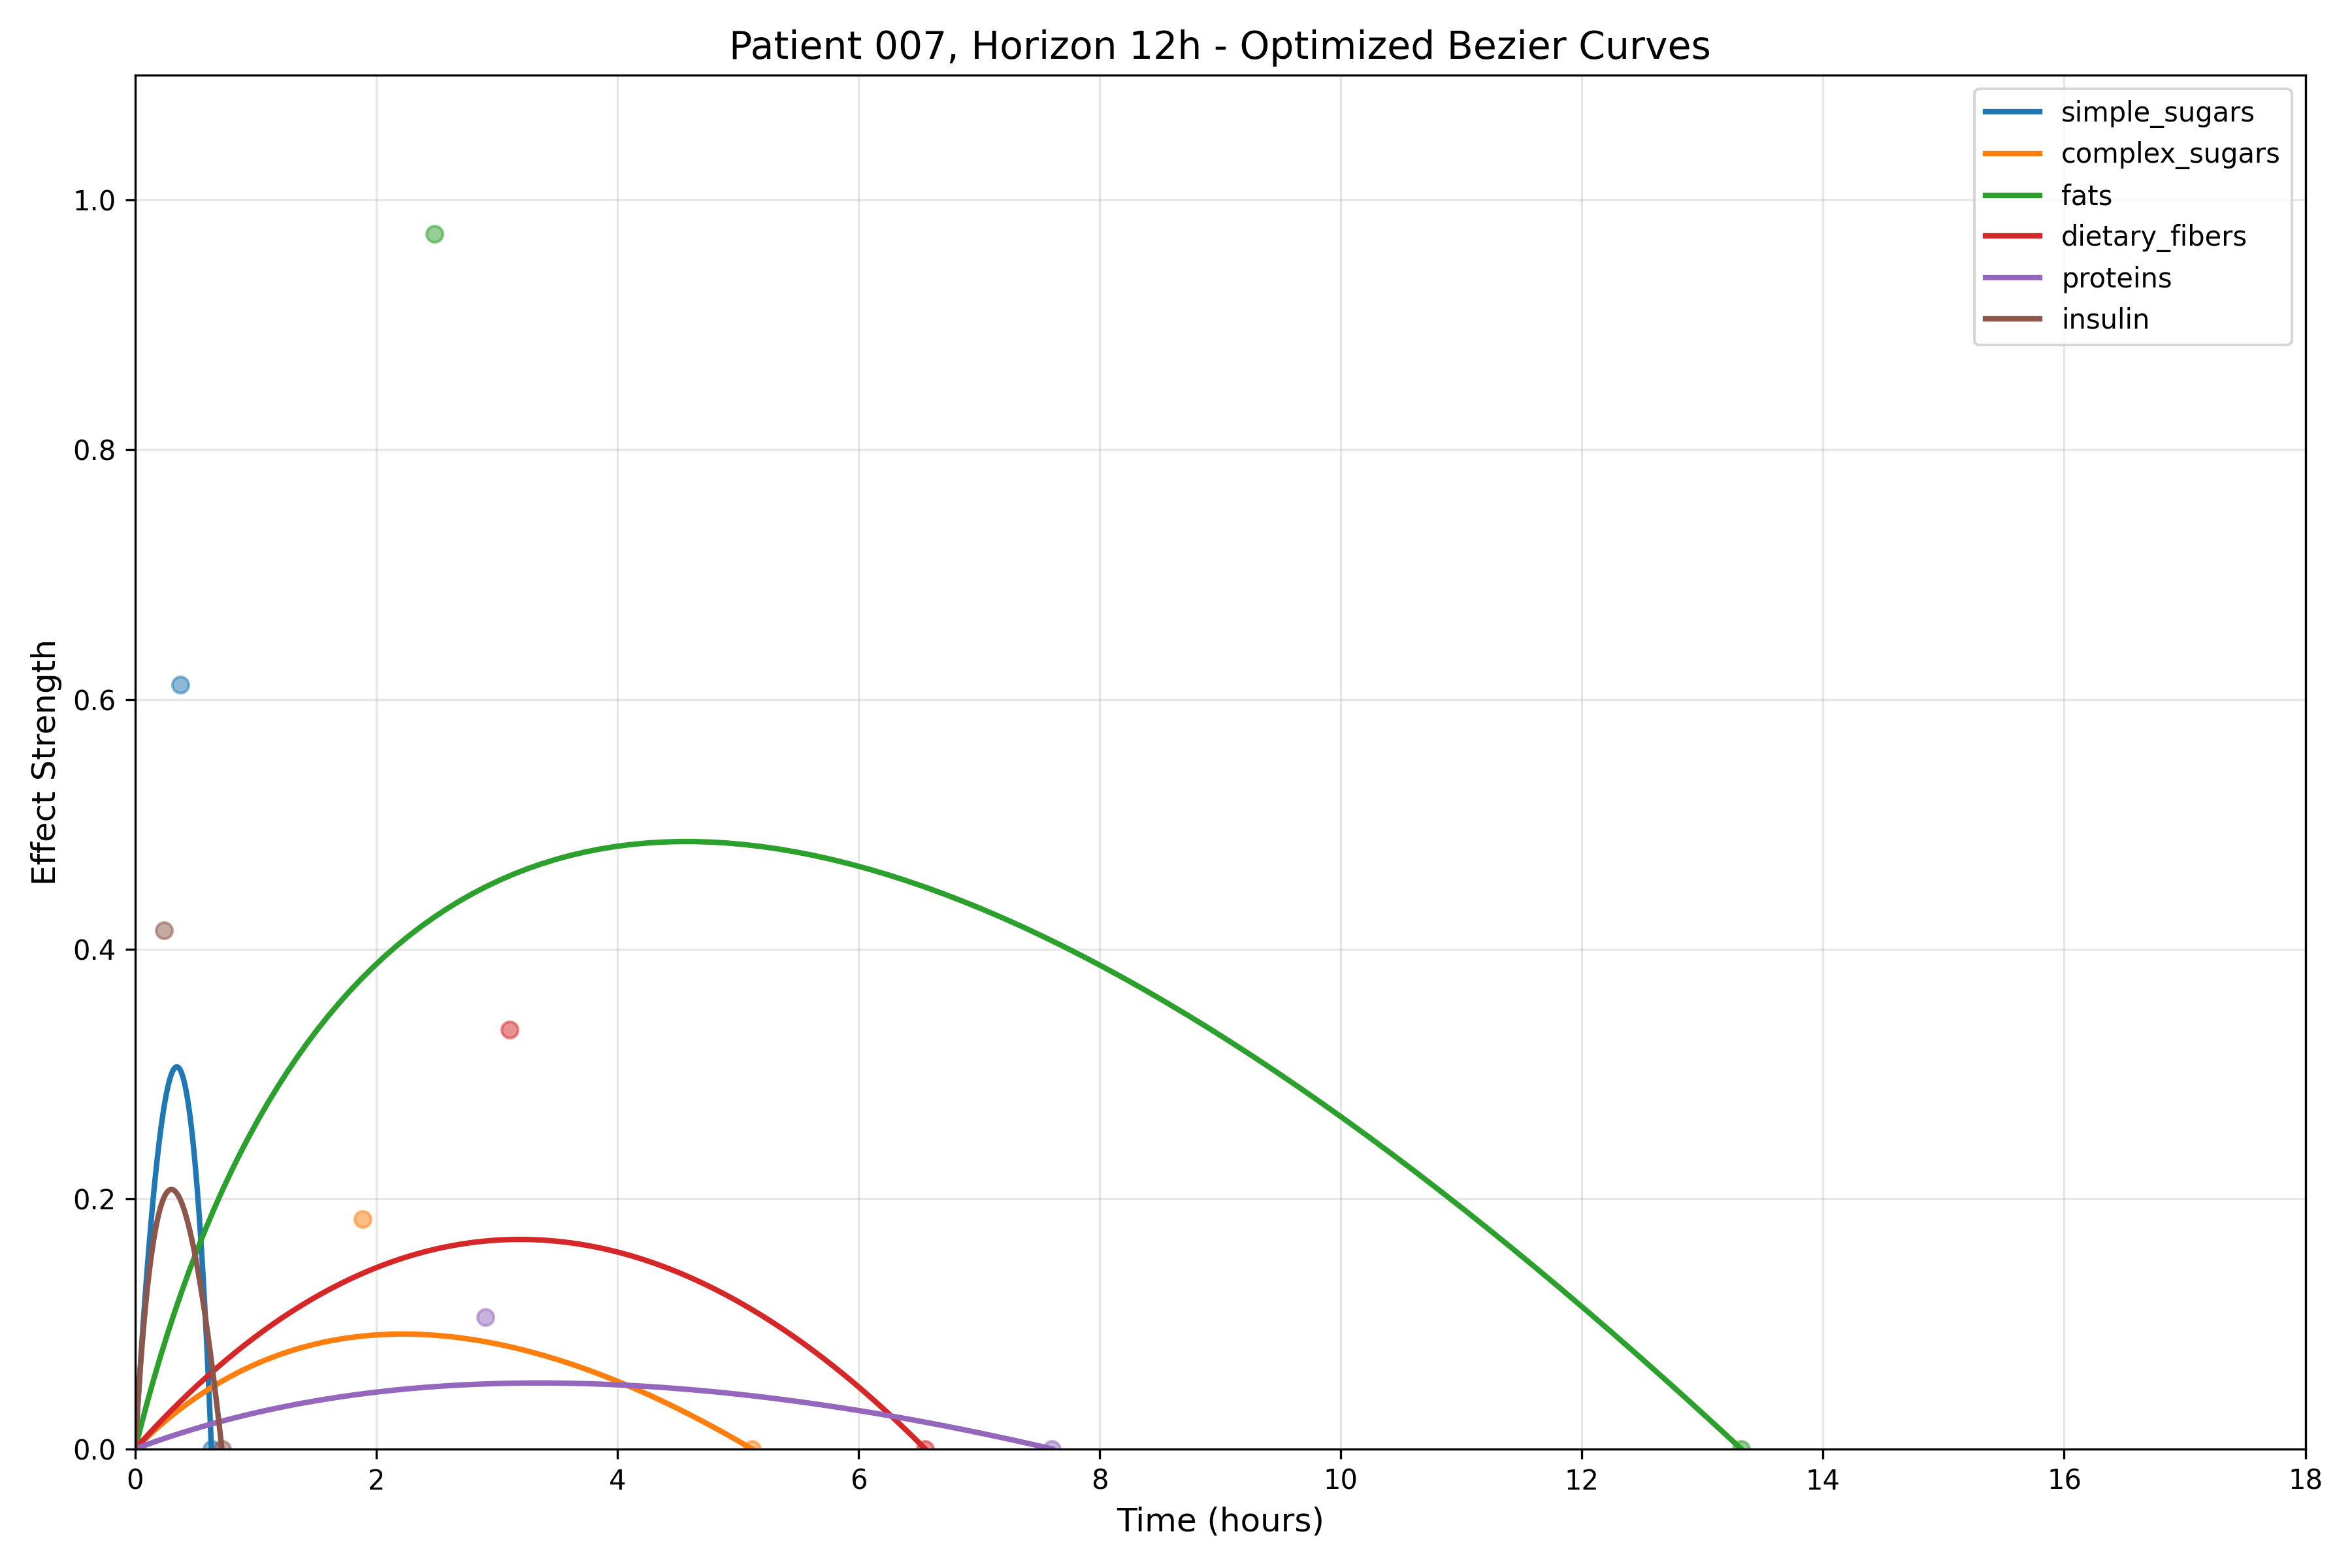 Patient 007, Horizon 12h - Optimized Bezier Curves
simple_sugars
complex_sugars
fats
dietary_fibers
proteins
insulin
Effect Strength
1.0
0.8
0.6
0.4
0.2
0.0
0 2 4 6 8 10 12 14 16 18
Time (hours)